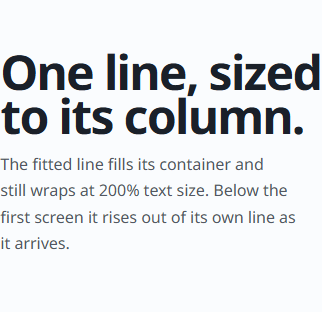 One line, sized
to its column.
The fitted line fills its container and
still wraps at 200% text size. Below the
first screen it rises out of its own line as
it arrives.